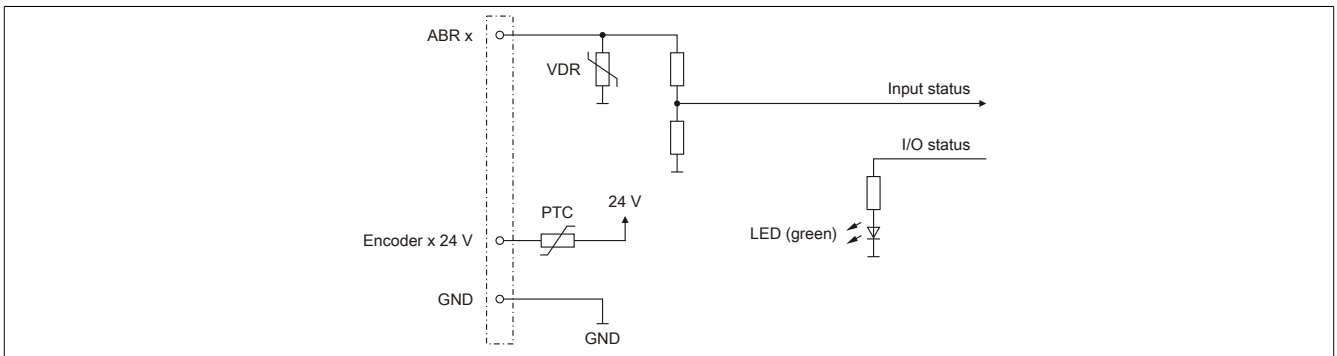 ABR x
VDR
Input status
I/O status
24 V
PTC
LED (green)
Encoder x 24 V
GND
GND